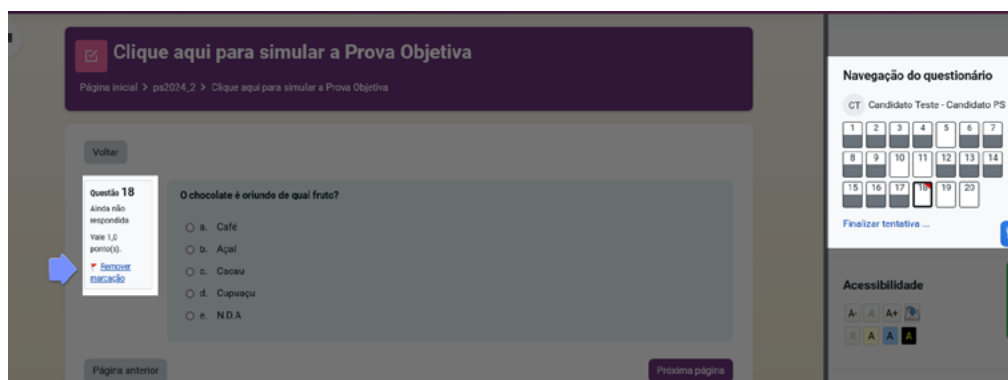 Clique aqui para simular a Prova Objetiva
Página inicial > ps2024_2 > Clique aqui para simular a Prova Objetiva
Voltar
Questão 18
Ainda não
respondida
Vale 1,0
ponto(s).
Remover
marcação
O chocolate é oriundo de qual fruto?
a. Café
b. Açaí
c. Cacau
d. Cupuaçu
e. N.D.A
Página anterior
Próxima página
Navegação do questionário
CT Candidato Teste - Candidato PS
1 2 3 4 5 6 7
8 9 10 11 12 13 14
15 16 17 18 19 20
Finalizar tentativa ...
Acessibilidade
A- A A+
R A A A